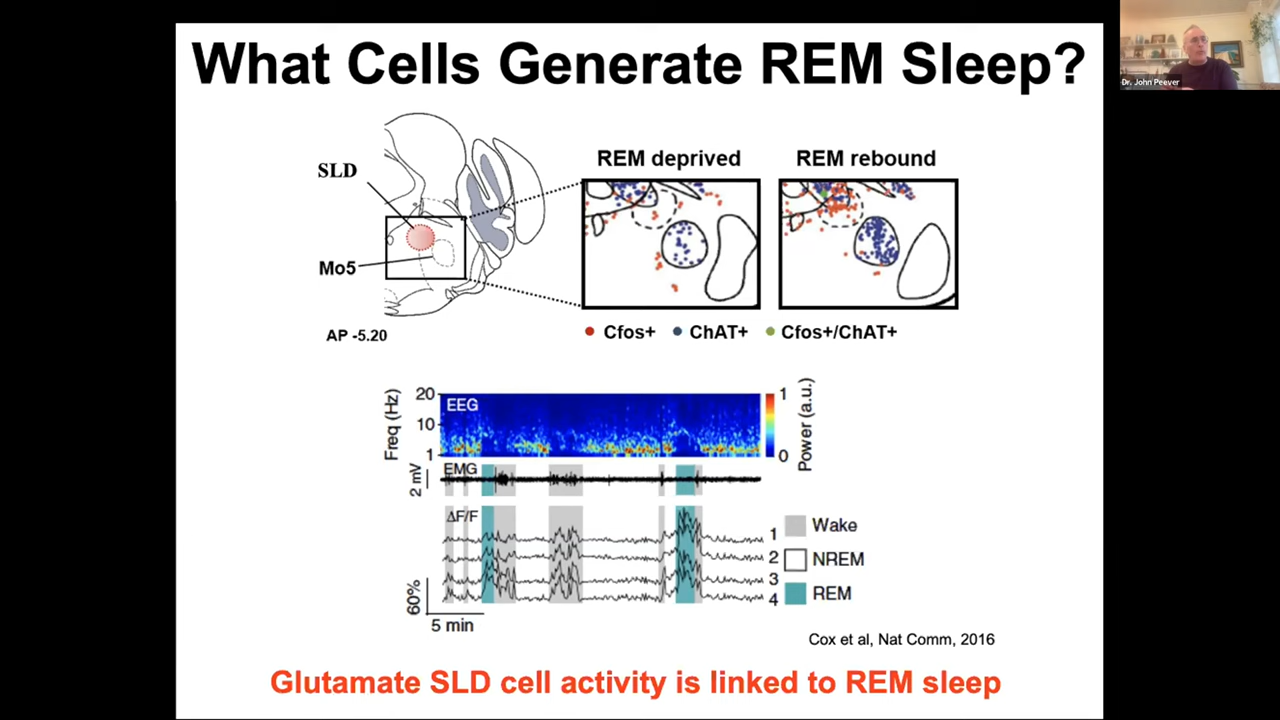 What Cells Generate REM Sleep?
Dr. John Peever
SLD
Mo5
AP -5.20
REM deprived
REM rebound
Cfos+
ChAT+
Cfos+/ChAT+
Freq (Hz)
20
10
1
EEG
1
0
Power (a.u.)
2 mV
EMG
ΔF/F
1
2
3
4
60%
5 min
Wake
NREM
REM
Cox et al, Nat Comm, 2016
Glutamate SLD cell activity is linked to REM sleep